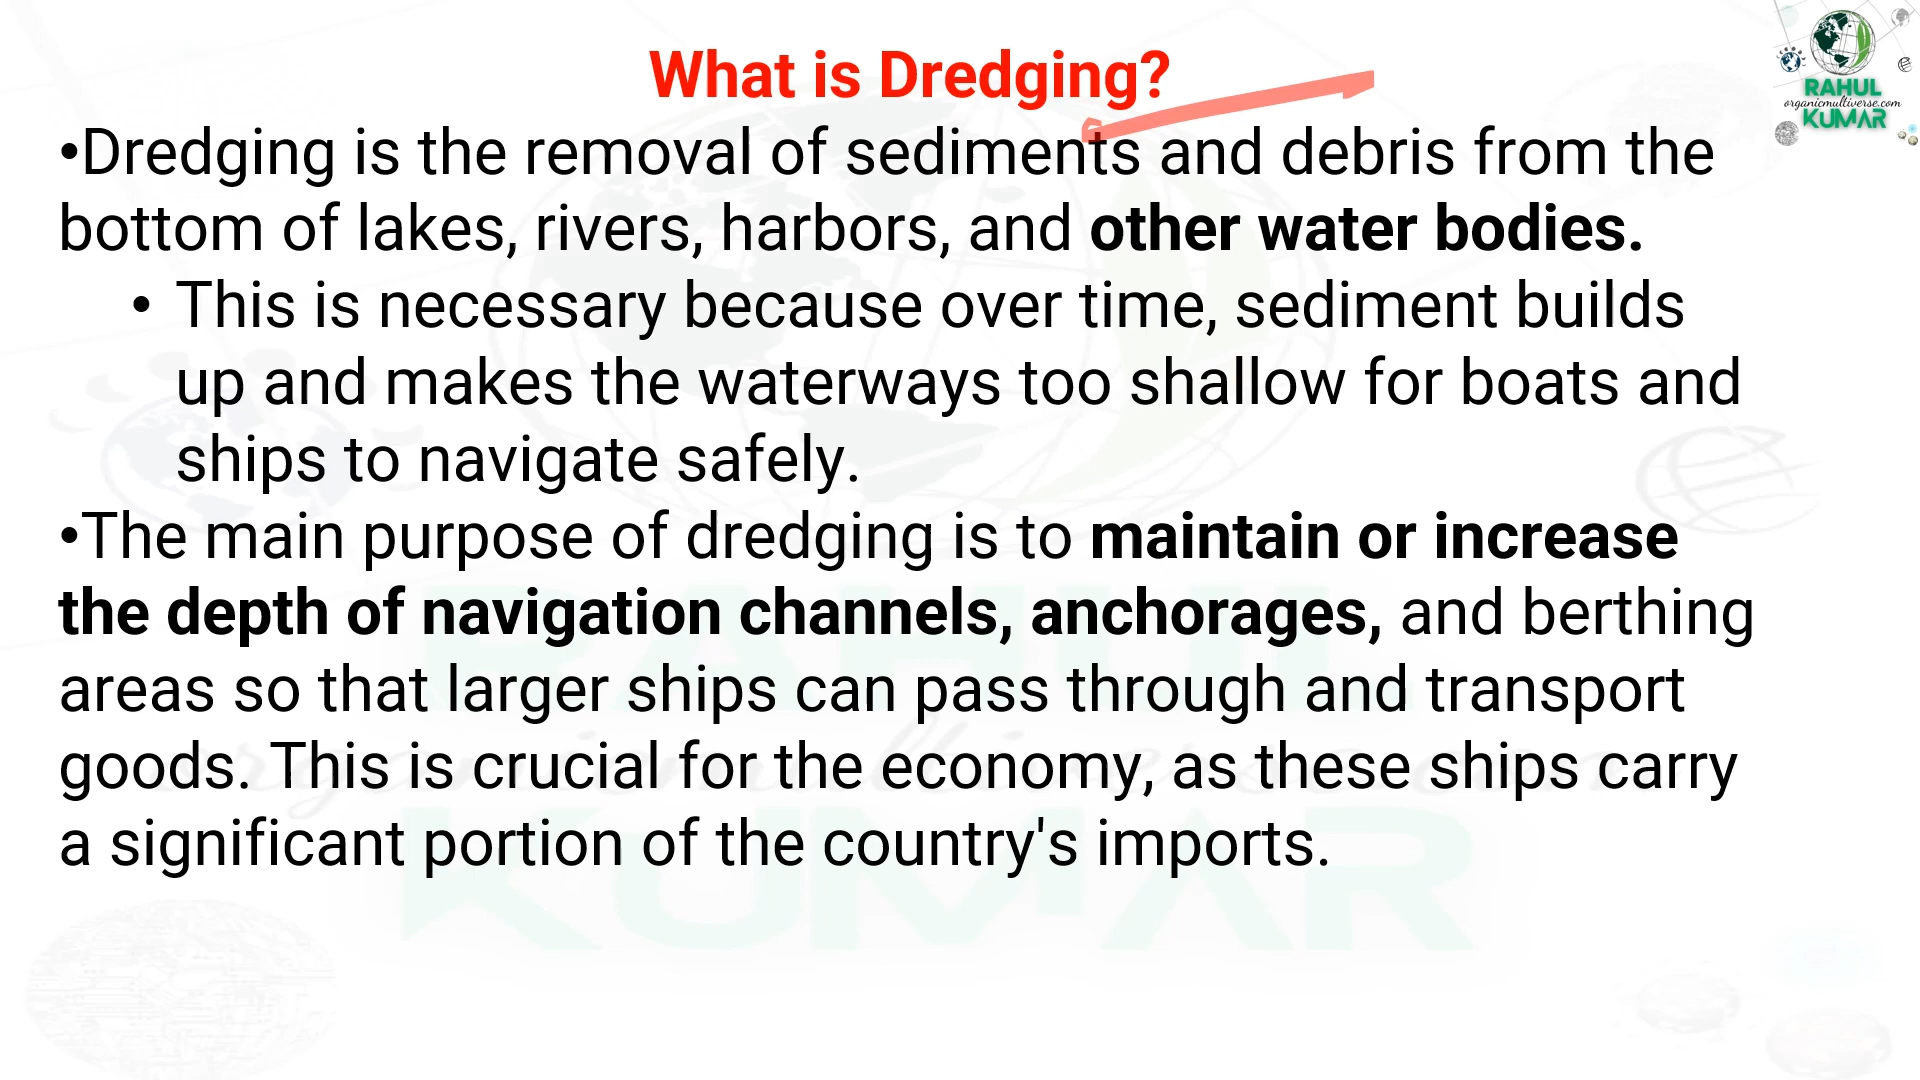 What is Dredging?
RAHUL
organicmultiverse.com
KUMAR
•Dredging is the removal of sediments and debris from the
bottom of lakes, rivers, harbors, and other water bodies.
• This is necessary because over time, sediment builds
up and makes the waterways too shallow for boats and
ships to navigate safely.
•The main purpose of dredging is to maintain or increase
the depth of navigation channels, anchorages, and berthing
areas so that larger ships can pass through and transport
goods. This is crucial for the economy, as these ships carry
a significant portion of the country's imports.
RAHUL
organicmultiverse.com
KUMAR